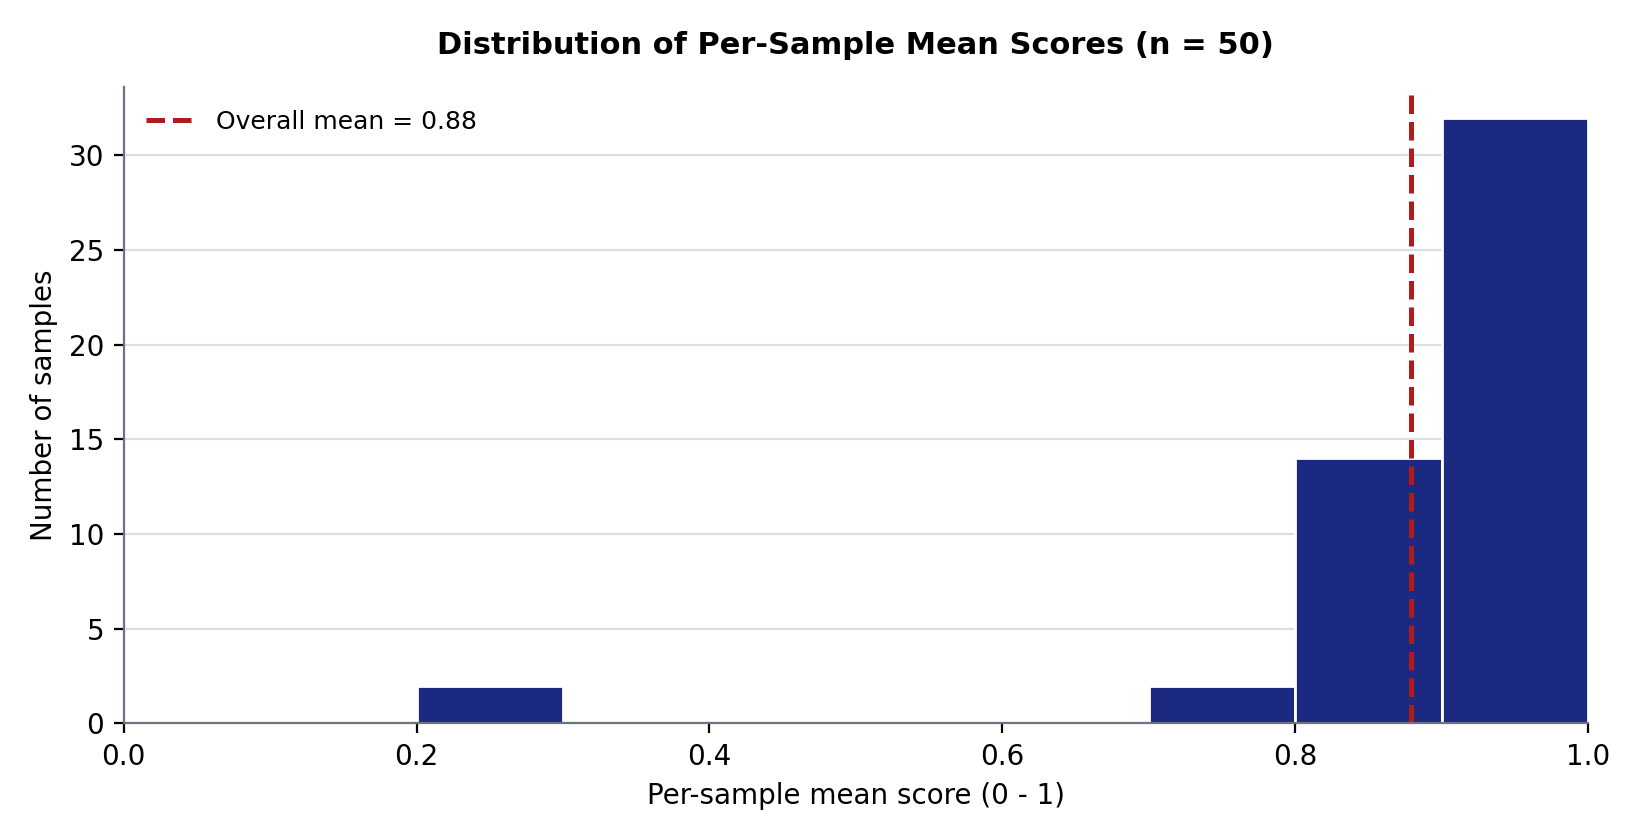 Distribution of Per-Sample Mean Scores (n = 50)
Overall mean = 0.88
Number of samples
30
25
20
15
10
5
0
0.0 0.2 0.4 0.6 0.8 1.0
Per-sample mean score (0 - 1)